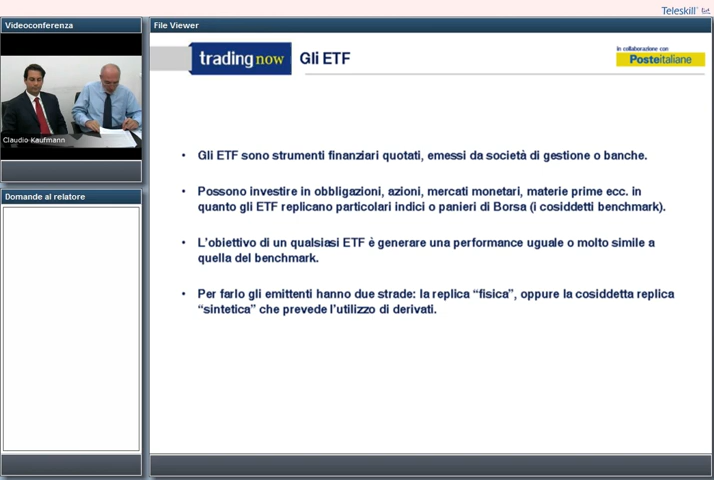 Teleskill
Videoconferenza
File Viewer
Claudio Kaufmann
Domande al relatore
tradingnow
Gli ETF
in collaborazione con
Posteitaliane
• Gli ETF sono strumenti finanziari quotati, emessi da società di gestione o banche.
• Possono investire in obbligazioni, azioni, mercati monetari, materie prime ecc. in
quanto gli ETF replicano particolari indici o panieri di Borsa (i cosiddetti benchmark).
• L'obiettivo di un qualsiasi ETF è generare una performance uguale o molto simile a
quella del benchmark.
• Per farlo gli emittenti hanno due strade: la replica “fisica”, oppure la cosiddetta replica
“sintetica” che prevede l'utilizzo di derivati.